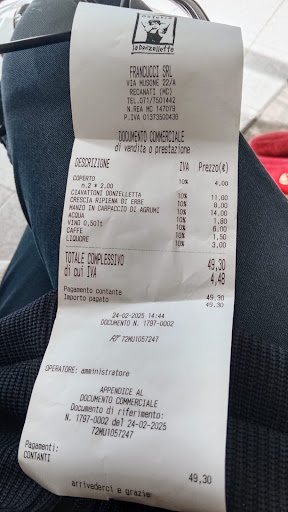 la Donzelletta
FRANCUCCI SRL
VIA MUSONE 22/A
RECANATI (MC)
TEL.071/7501442
N.REA MC 147079
P.IVA 01373500436
DOCUMENTO COMMERCIALE
di vendita o prestazione
DESCRIZIONE IVA Prezzo(€)
COPERTO
n.2 * 2,00 10% 4,00
CIAVATTONI DONZELLETTA 10% 11,00
CRESCIA RIPIENA DI ERBE 10% 8,00
MANZO IN CARPACCIO DI AGRUMI 10% 14,00
ACQUA 10% 1,80
VINO 0,50lt 10% 6,00
CAFFE 10% 1,50
LIQUORE 10% 3,00
TOTALE COMPLESSIVO 49,30
di cui IVA 4,48
Pagamento contante 49,30
Importo pagato 49,30
24-02-2025 14:44
DOCUMENTO N. 1797-0002
RT 72MU1057247
OPERATORE: amministratore
APPENDICE AL
DOCUMENTO COMMERCIALE
Documento di riferimento:
N. 1797-0002 del 24-02-2025
72MU1057247
Pagamenti:
CONTANTI 49,30
arrivederci e grazie